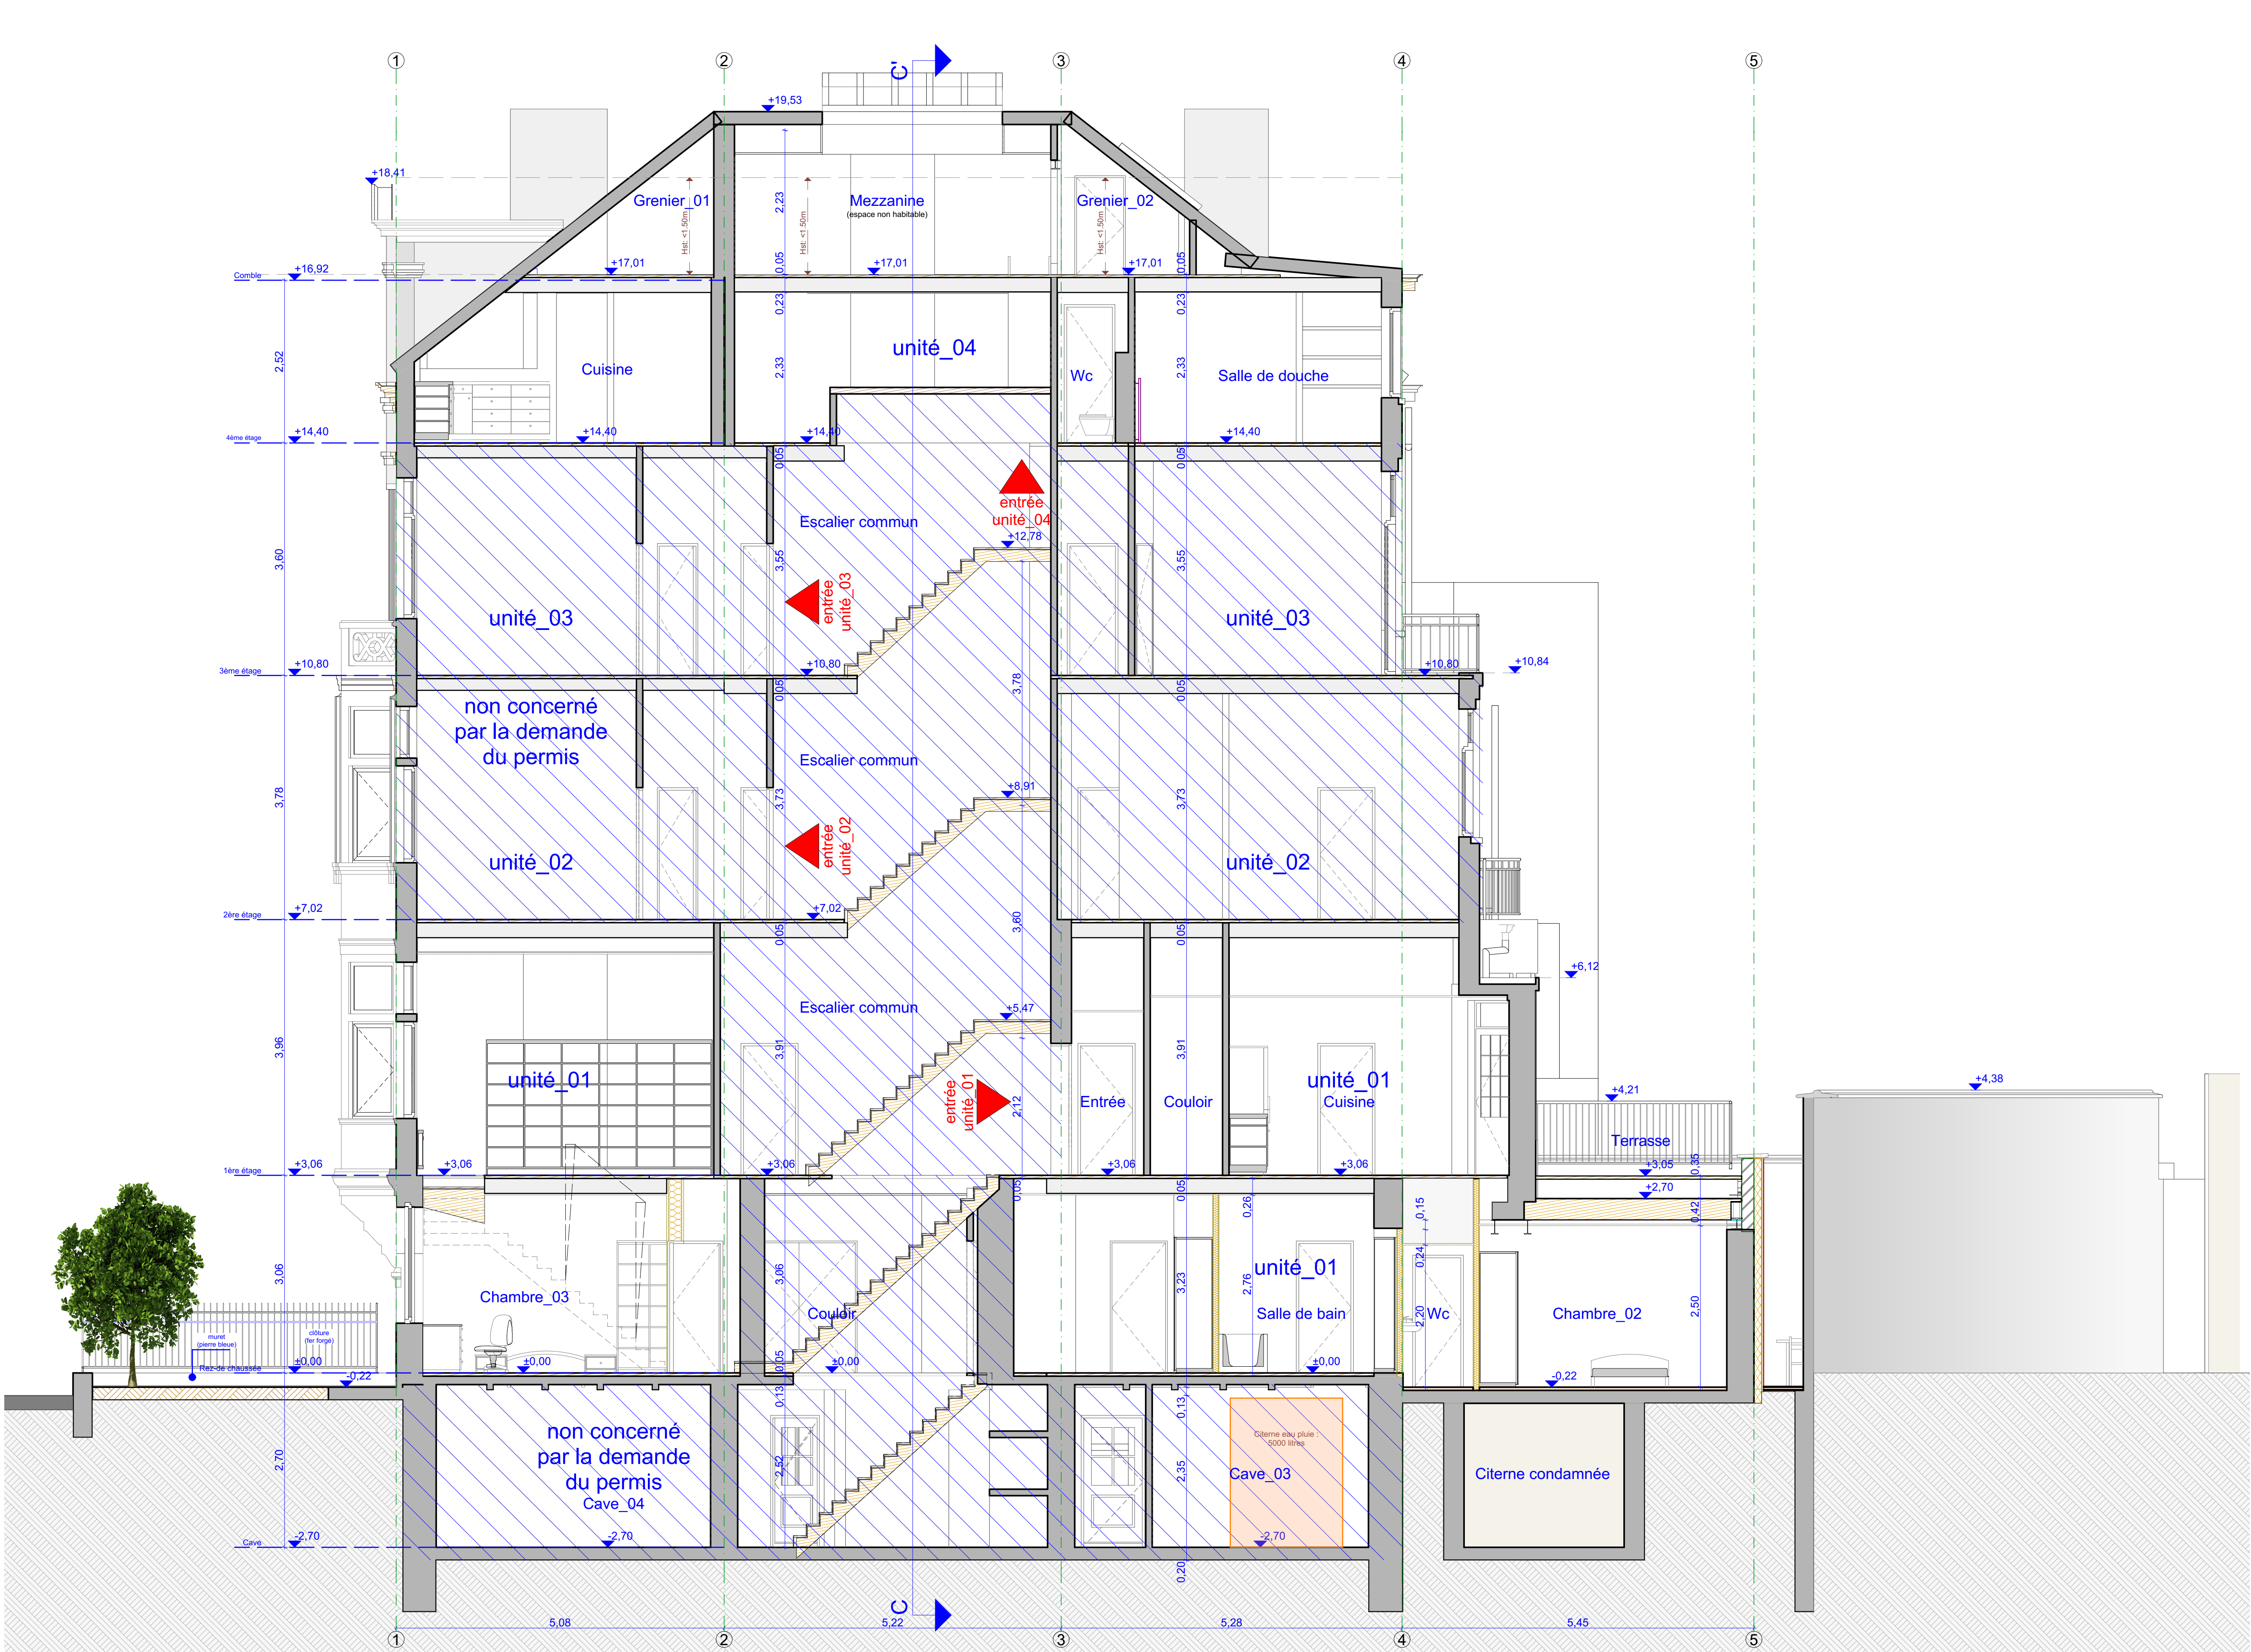 1
2
3
4
5
C'
+19,53
+18,41
Grenier_01
Mezzanine
(espace non habitable)
Grenier_02
2,23
Hst: <1.50m
Hst: <1.50m
Hst: <1.50m
Comble
+16,92
+17,01
+17,01
+17,01
0,05
0,05
0,23
0,23
2,52
Cuisine
2,33
unité_04
Wc
2,33
Salle de douche
4ème étage
+14,40
+14,40
+14,40
+14,40
0,05
0,05
Escalier commun
entrée
unité_04
+12,78
3,60
3,55
3,55
entrée
unité_03
unité_03
unité_03
3ème étage
+10,80
+10,80
+10,80
+10,84
0,05
3,78
0,05
non concerné
par la demande
du permis
Escalier commun
+8,91
3,78
3,73
3,73
entrée
unité_02
unité_02
unité_02
2ère étage
+7,02
+7,02
0,05
3,60
0,05
+6,12
Escalier commun
+5,47
3,96
3,91
3,91
unité_01
entrée
unité_01
2,12
Entrée
Couloir
unité_01
Cuisine
+4,21
+4,38
Terrasse
1ère étage
+3,06
+3,06
+3,06
+3,06
+3,06
+3,05
0,35
0,05
0,05
+2,70
0,26
0,15
0,42
0,24
3,06
3,06
3,23
2,76
unité_01
2,20
2,50
Chambre_03
Couloir
Salle de bain
Wc
Chambre_02
muret
(pierre bleue)
clôture
(fer forgé)
Rez-de chaussée
±0,00
±0,00
±0,00
±0,00
0,05
-0,22
-0,22
0,13
0,13
non concerné
par la demande
du permis
Cave_04
Citerne eau pluie :
5000 litres
2,70
2,52
2,35
Cave_03
Citerne condamnée
Cave
-2,70
-2,70
-2,70
0,20
C
5,08
5,22
5,28
5,45
1
2
3
4
5